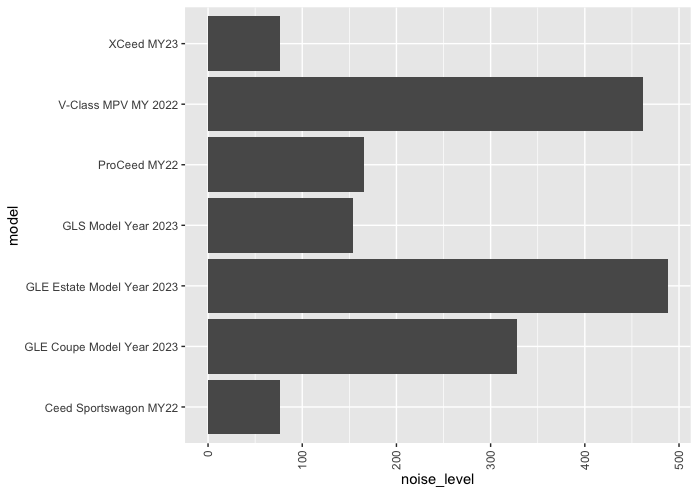 XCeed MY23
V-Class MPV MY 2022
ProCeed MY22
GLS Model Year 2023
GLE Estate Model Year 2023
GLE Coupe Model Year 2023
Ceed Sportswagon MY22
model
0
100
200
300
400
500
noise_level